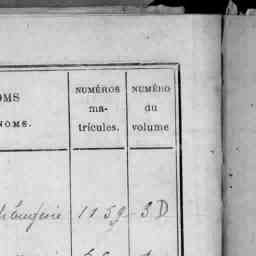 OMS
NOMS.
NUMÉROS
ma-
tricules.
NUMÉRO
du
volume
1159 3 D